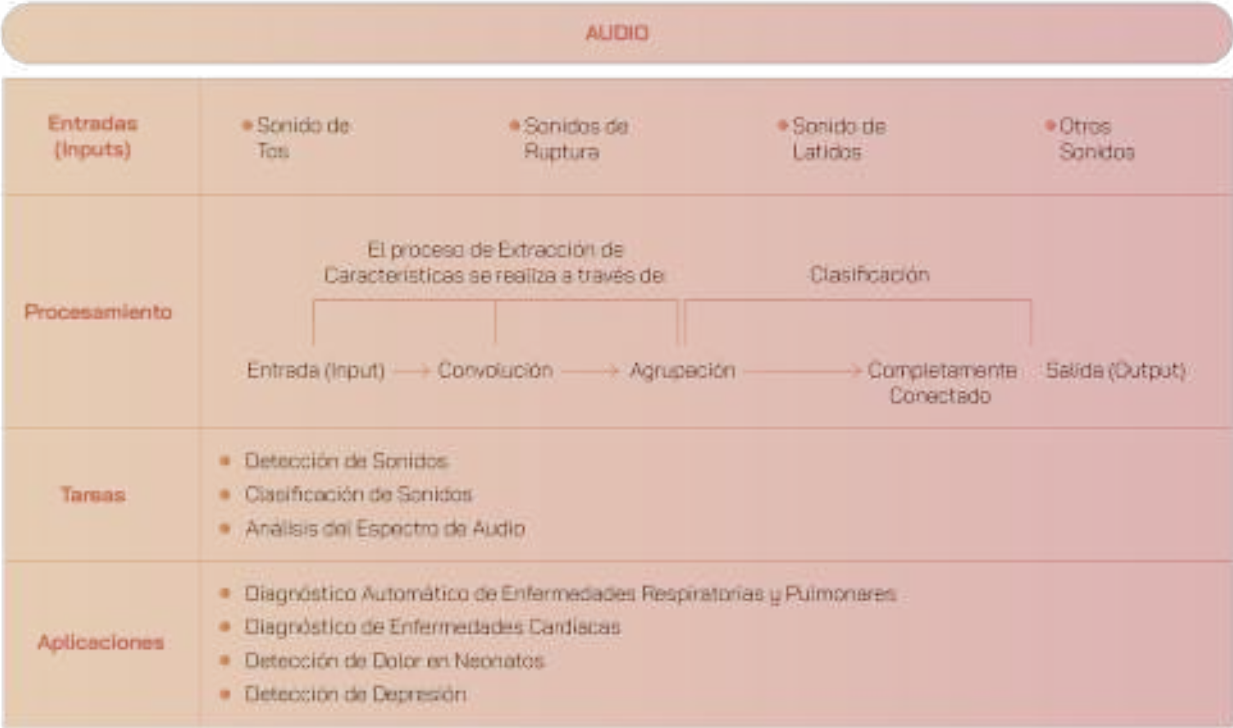 AUDIO
Entradas
(Inputs)
Sonido de
Tos
Sonidos de
Ruptura
Sonido de
Latidos
Otros
Sonidos
Procesamiento
El proceso de Extracción de
Características se realiza a través de:
Clasificación
Entrada (Input)
Convolución
Agrupación
Completamente
Conectado
Salida (Output)
Tareas
Detección de Sonidos
Clasificación de Sonidos
Análisis del Espectro de Audio
Aplicaciones
Diagnóstico Automático de Enfermedades Respiratorias y Pulmonares
Diagnóstico de Enfermedades Cardíacas
Detección de Dolor en Neonatos
Detección de Depresión